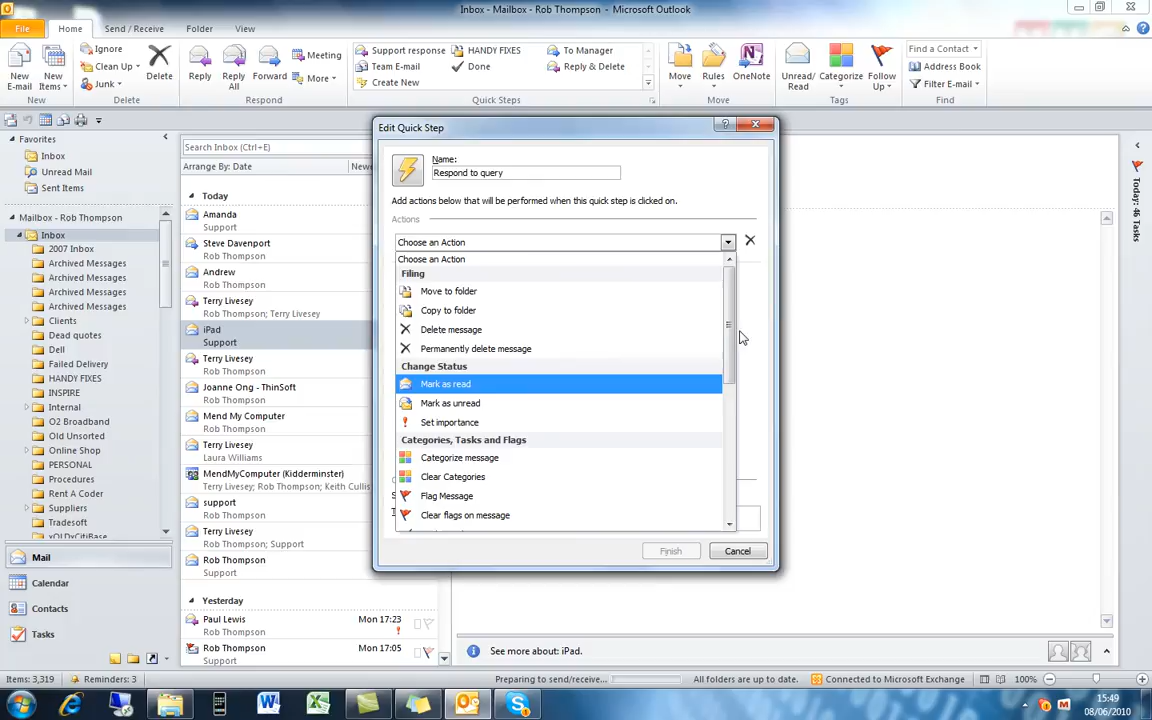 Inbox - Mailbox - Rob Thompson - Microsoft Outlook
File Home Send / Receive Folder View
New E-mail
New Items
Ignore
Clean Up
Junk
Delete
Reply
Reply All
Forward
Meeting
More
Support response
Team E-mail
Create New
HANDY FIXES
Done
To Manager
Reply & Delete
Move
Rules
OneNote
Unread/ Read
Categorize
Follow Up
Find a Contact
Address Book
Filter E-mail
New Delete Respond Quick Steps Move Tags Find
Favorites
Inbox
Unread Mail
Sent Items
Mailbox - Rob Thompson
Inbox
2007 Inbox
Archived Messages
Archived Messages
Archived Messages
Archived Messages
Clients
Dead quotes
Dell
Failed Delivery
HANDY FIXES
INSPIRE
Internal
O2 Broadband
Old Unsorted
Online Shop
PERSONAL
Procedures
Rent A Coder
Suppliers
Tradesoft
Mail
Calendar
Contacts
Tasks
Search Inbox (Ctrl+E)
Arrange By: Date
Today
Amanda
Support
Steve Davenport
Rob Thompson
Andrew
Rob Thompson
Terry Livesey
Rob Thompson; Terry Livesey
iPad
Support
Terry Livesey
Rob Thompson
Joanne Ong - ThinSoft
Rob Thompson
Mend My Computer
Rob Thompson
Terry Livesey
Laura Williams
MendMyComputer (Kidderminster)
Terry Livesey; Rob Thompson; Keith Cullis
support
Rob Thompson
Terry Livesey
Rob Thompson; Support
Rob Thompson
Support
Yesterday
Paul Lewis Mon 17:23
Rob Thompson
Rob Thompson Mon 17:05
Support
Edit Quick Step
Name:
Respond to query
Add actions below that will be performed when this quick step is clicked on.
Actions
Choose an Action
Choose an Action
Filing
Move to folder
Copy to folder
Delete message
Permanently delete message
Change Status
Mark as read
Mark as unread
Set importance
Categories, Tasks and Flags
Categorize message
Clear Categories
Flag Message
Clear flags on message
Finish Cancel
Today: 46 Tasks
See more about: iPad.
Items: 3,319 Reminders: 3 Preparing to send/receive... All folders are up to date. Connected to Microsoft Exchange 100%
15:49
08/06/2010